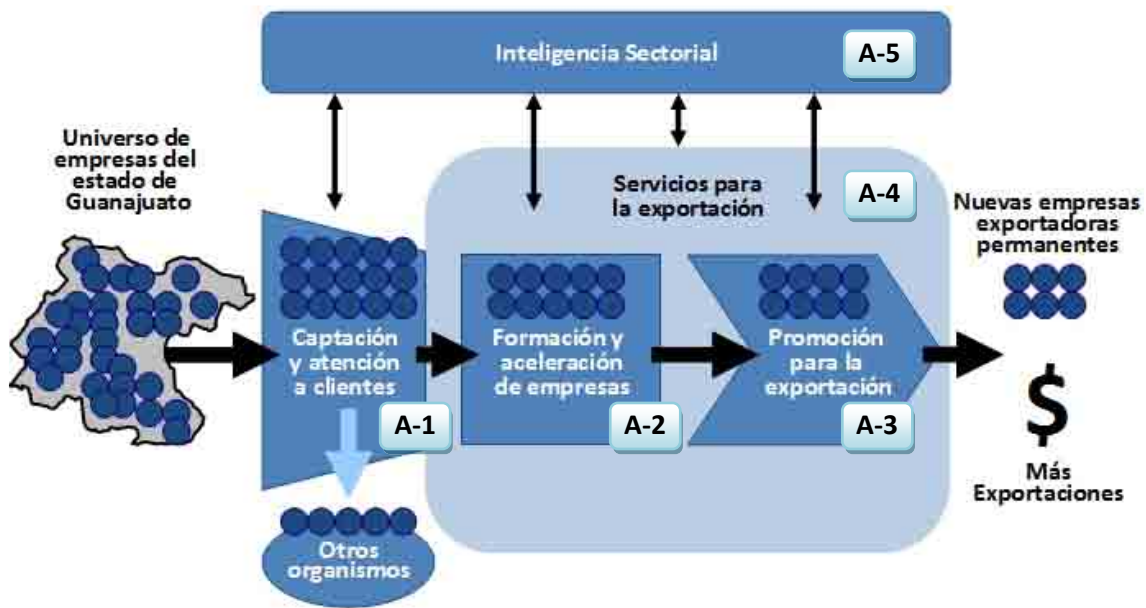 Inteligencia Sectorial
A-5
Universo de
empresas del
estado de
Guanajuato
Servicios para
la exportación
A-4
Nuevas empresas
exportadoras
permanentes
Captación
y atención
a clientes
A-1
Formación y
aceleración
de empresas
A-2
Promoción
para la
exportación
A-3
$
Más
Exportaciones
Otros
organismos